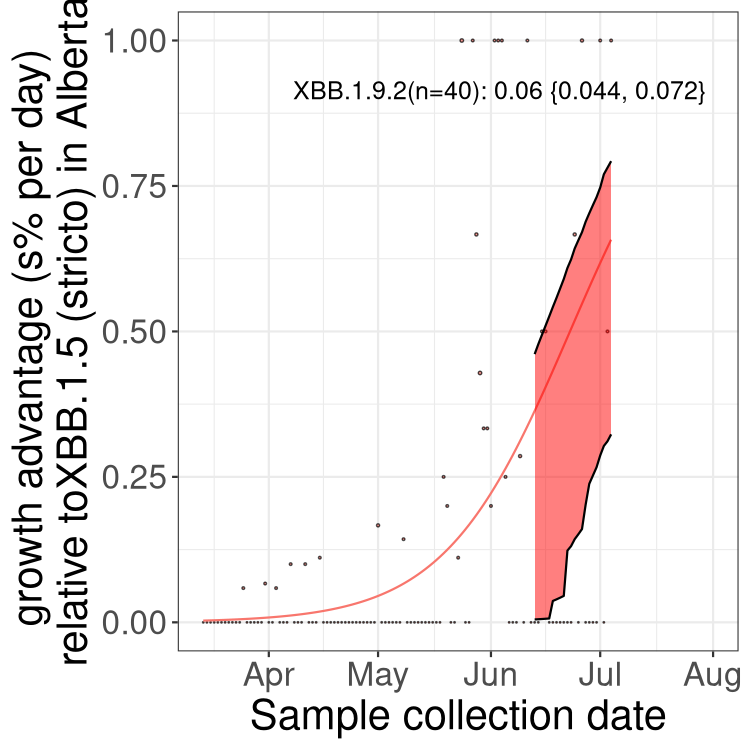 growth advantage (s% per day)
relative toXBB.1.5 (stricto) in Alberta
1.00
0.75
0.50
0.25
0.00
XBB.1.9.2(n=40): 0.06 {0.044, 0.072}
Apr May Jun Jul Aug
Sample collection date